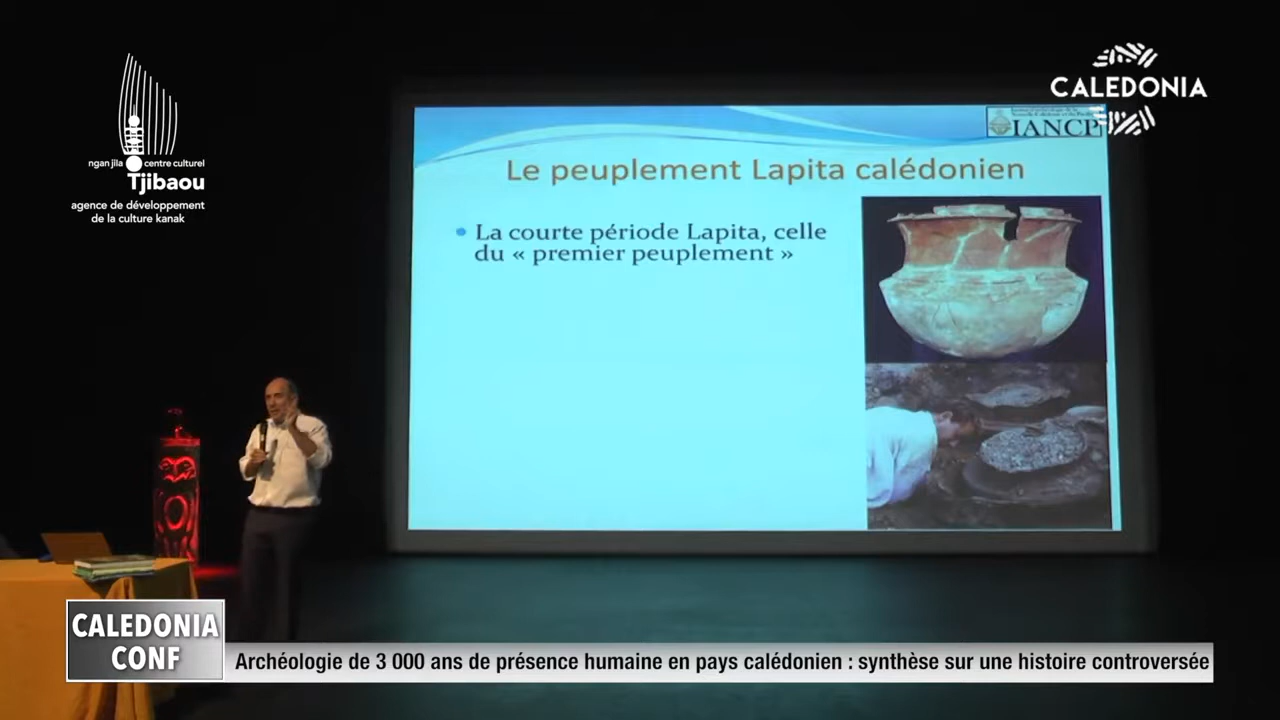 ngan jila centre culturel
Tjibaou
agence de développement
de la culture kanak
CALEDONIA
IANCP
Le peuplement Lapita calédonien
• La courte période Lapita, celle
du « premier peuplement »
CALEDONIA
CONF
Archéologie de 3 000 ans de présence humaine en pays calédonien : synthèse sur une histoire controversée